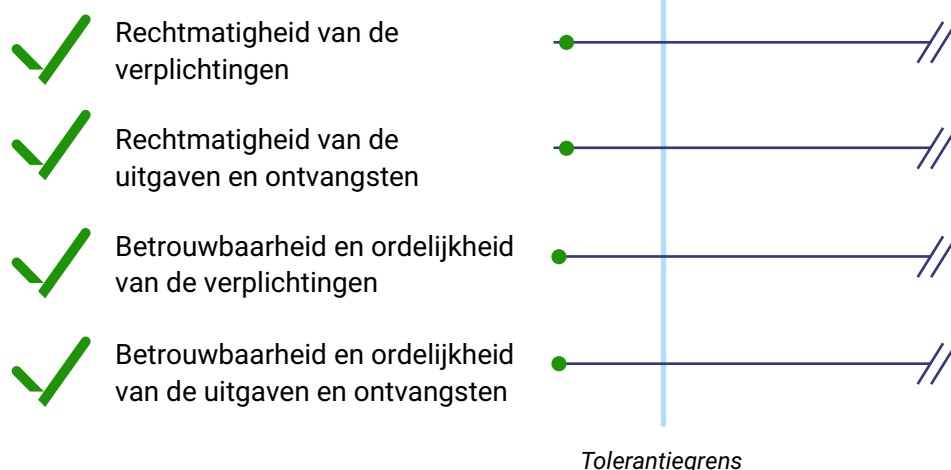 Rechtmatigheid van de
verplichtingen
Rechtmatigheid van de
uitgaven en ontvangsten
Betrouwbaarheid en ordelijkheid
van de verplichtingen
Betrouwbaarheid en ordelijkheid
van de uitgaven en ontvangsten
Tolerantiegrens